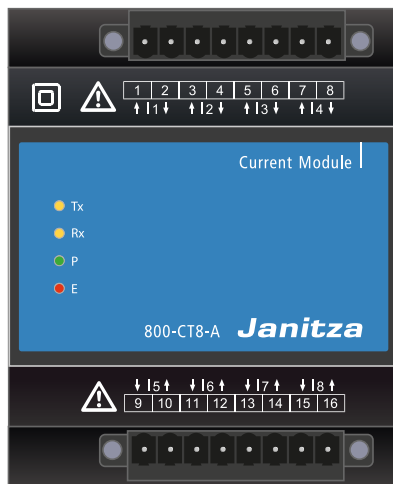 1 2 3 4 5 6 7 8
I1 I2 I3 I4
Current Module
Tx
Rx
P
E
800-CT8-A Janitza
I5 I6 I7 I8
9 10 11 12 13 14 15 16